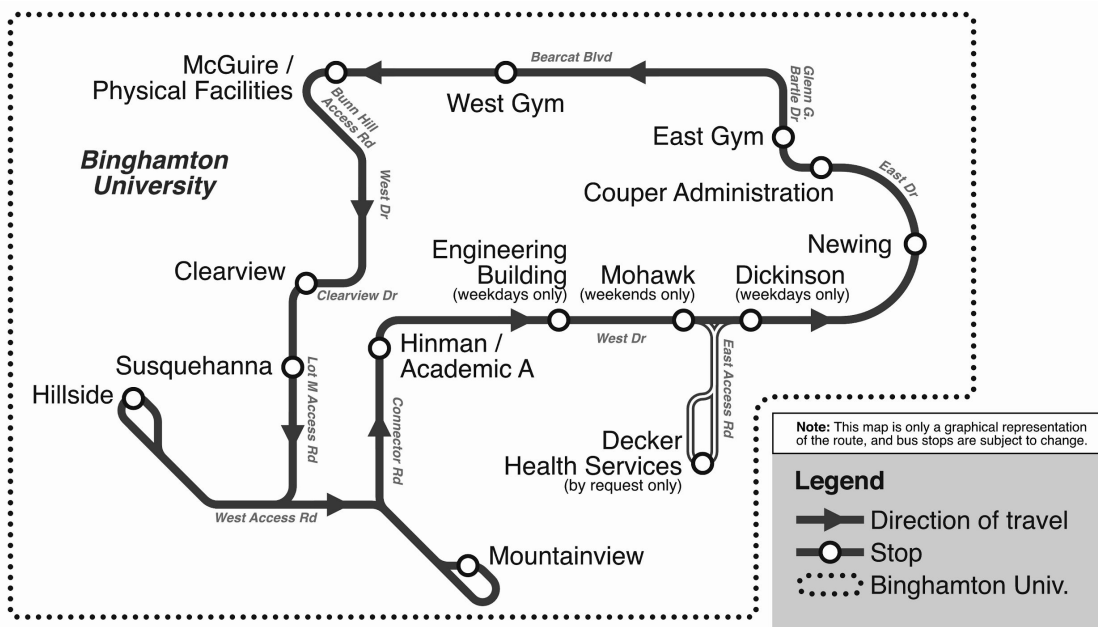 McGuire /
Physical Facilities
Bearcat Blvd
West Gym
Glenn G.
Bartle Dr
Bunn Hill
Access Rd
East Gym
Binghamton
University
West Dr
Couper Administration
East Dr
Newing
Clearview
Clearview Dr
Engineering
Building
(weekdays only)
Mohawk
(weekends only)
Dickinson
(weekdays only)
West Dr
Hinman /
Academic A
East Access Rd
Susquehanna
Lot M Access Rd
Hillside
Connector Rd
Decker
Health Services
(by request only)
West Access Rd
Mountainview
Note: This map is only a graphical representation
of the route, and bus stops are subject to change.
Legend
Direction of travel
Stop
Binghamton Univ.